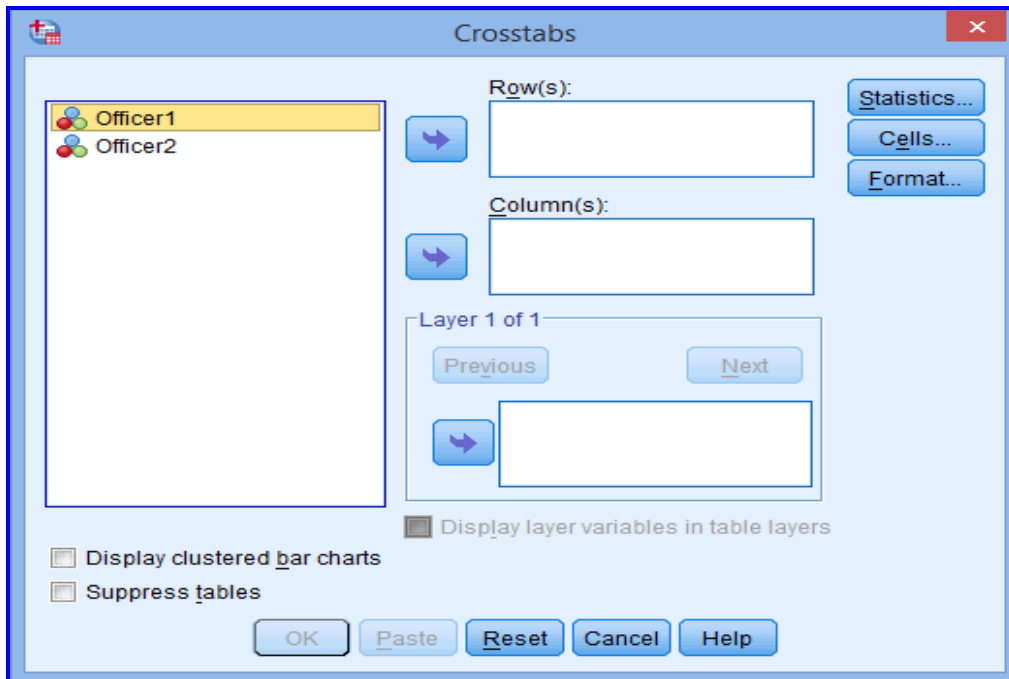 Crosstabs
Officer1
Officer2
Row(s):
Column(s):
Layer 1 of 1
Previous
Next
Display layer variables in table layers
Statistics...
Cells...
Format...
Display clustered bar charts
Suppress tables
OK
Paste
Reset
Cancel
Help